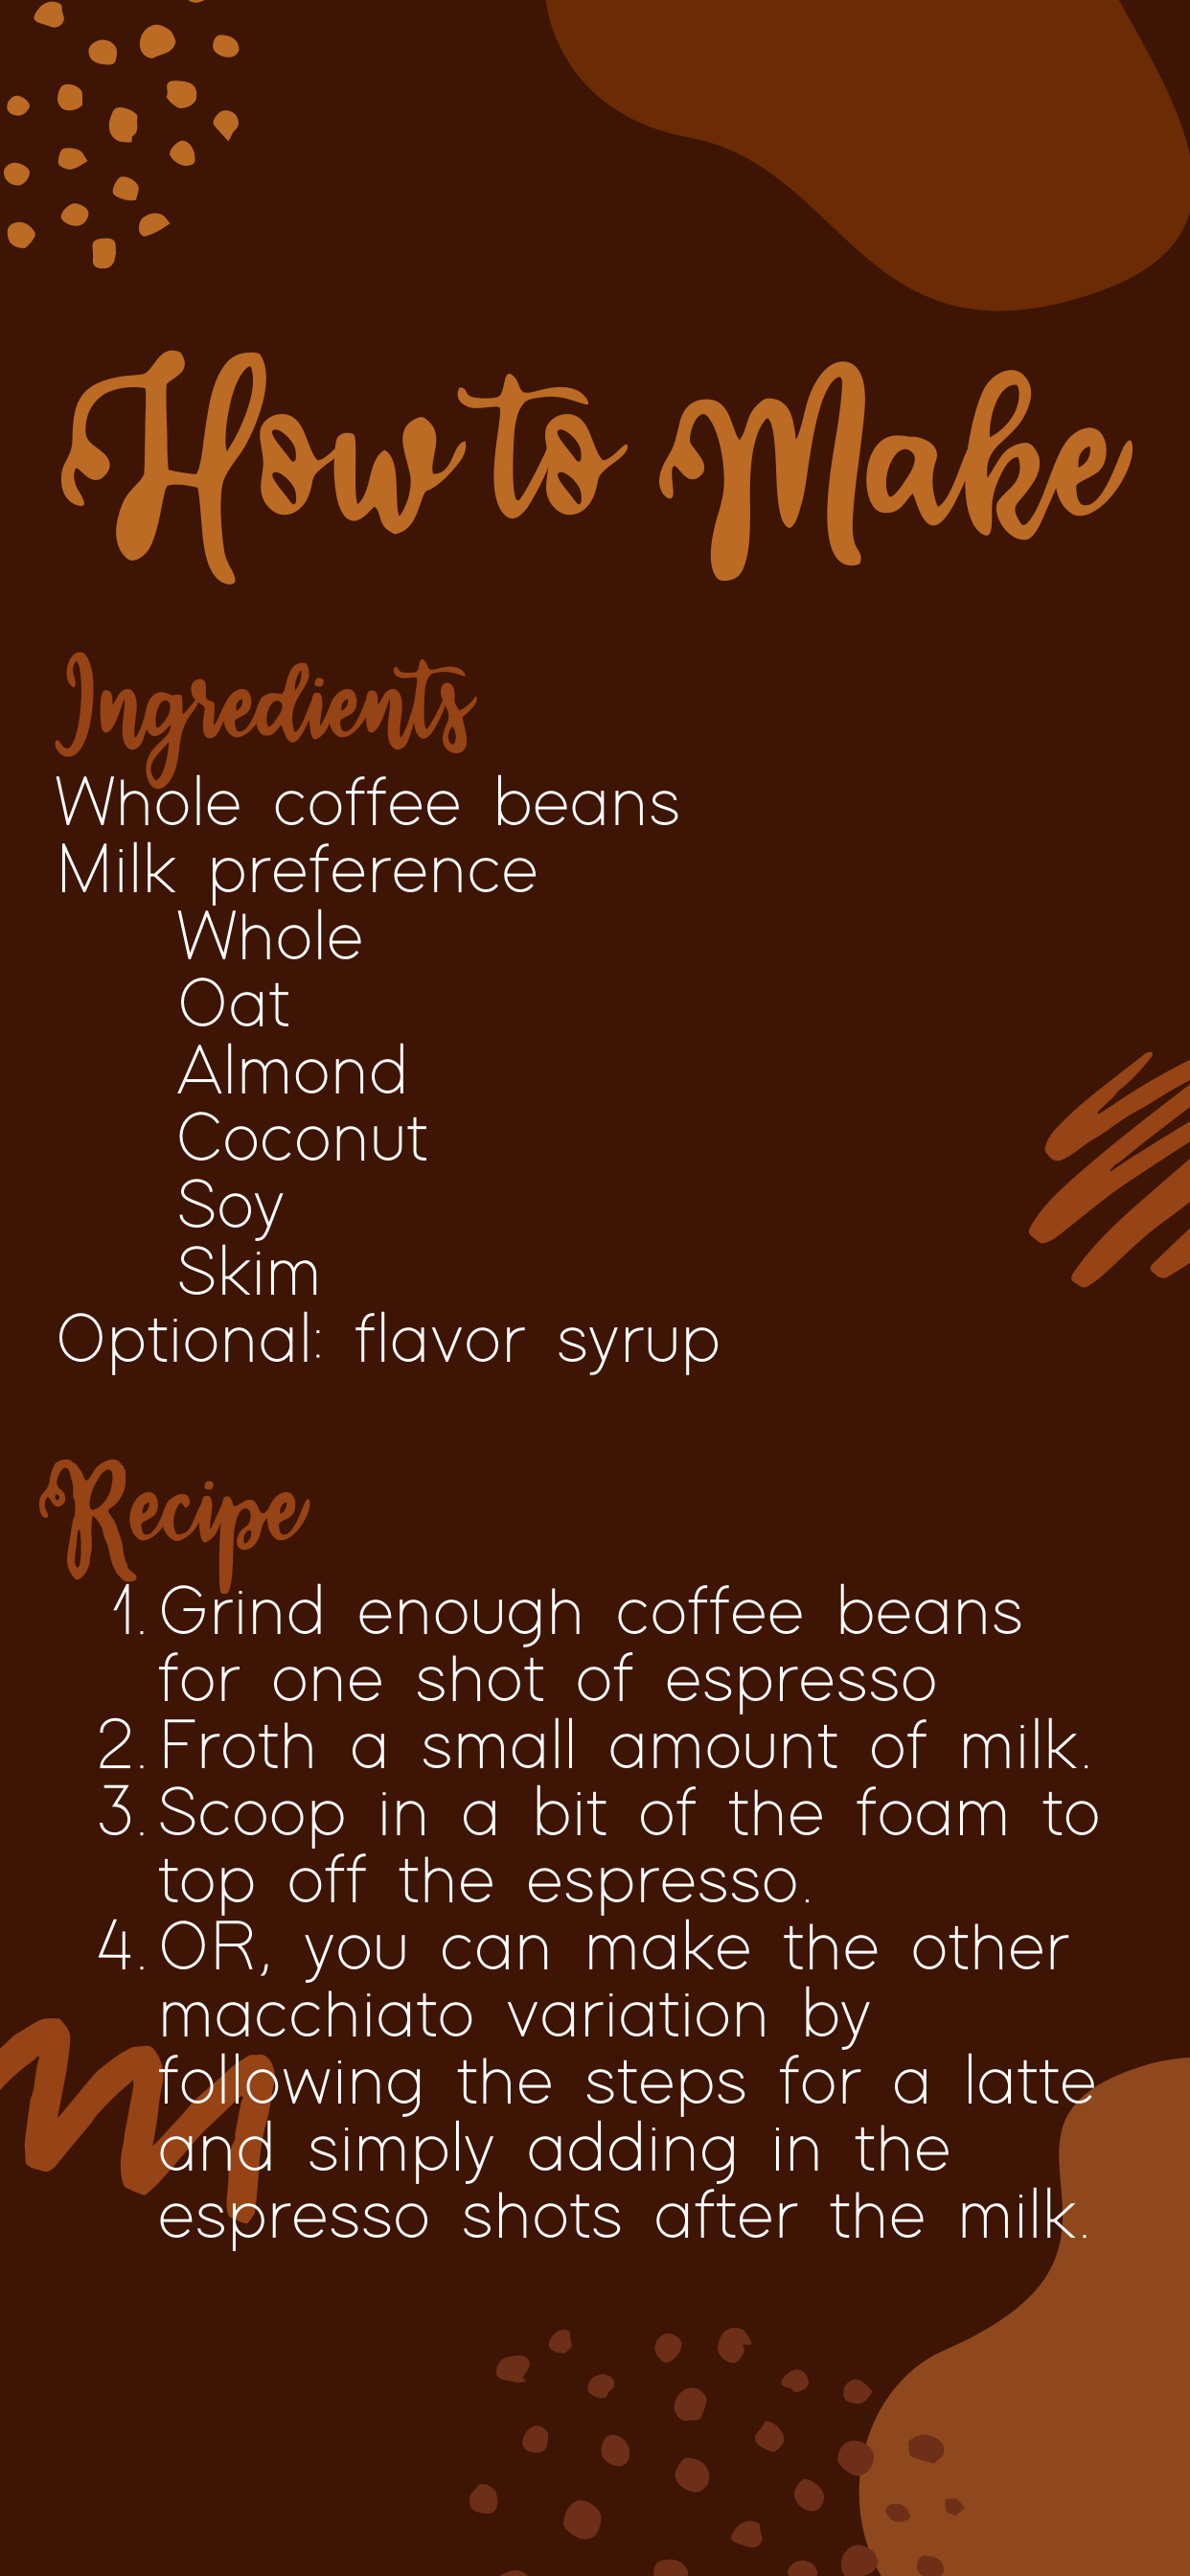 How to Make
Ingredients
Whole coffee beans
Milk preference
Whole
Oat
Almond
Coconut
Soy
Skim
Optional: flavor syrup
Recipe
1. Grind enough coffee beans
for one shot of espresso
2. Froth a small amount of milk.
3. Scoop in a bit of the foam to
top off the espresso.
4. OR, you can make the other
macchiato variation by
following the steps for a latte
and simply adding in the
espresso shots after the milk.